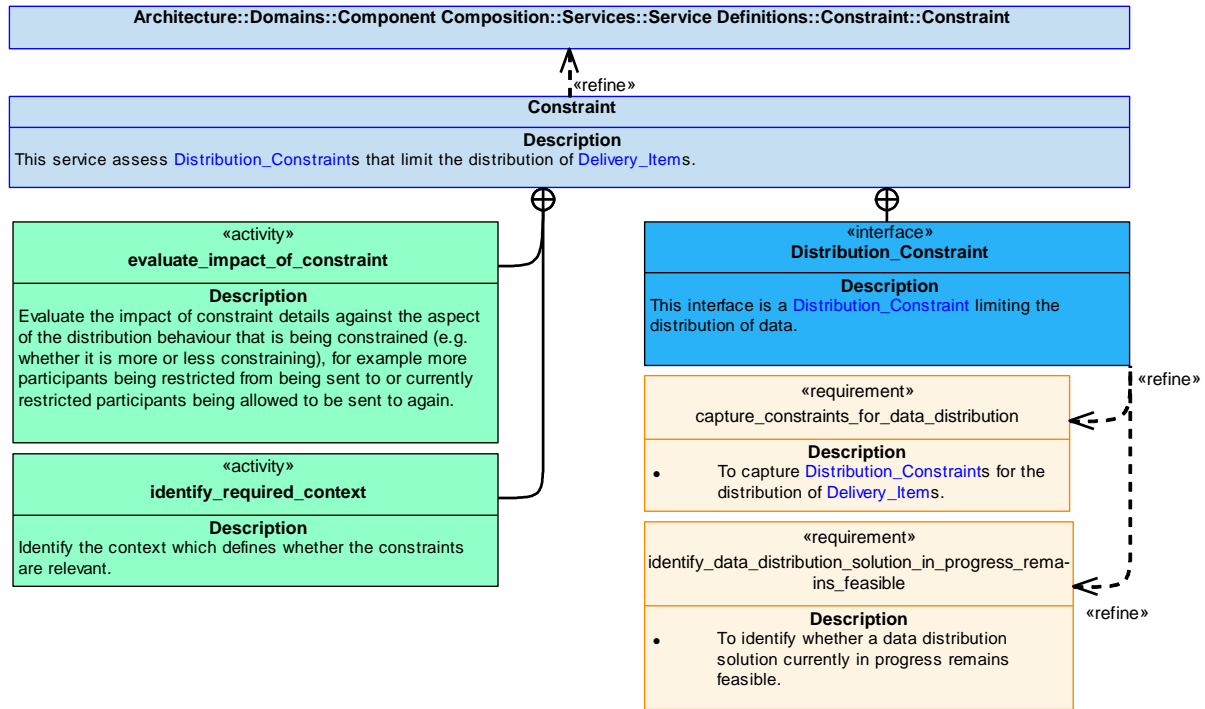 Architecture::Domains::Component Composition::Services::Service Definitions::Constraint::Constraint
«refine»
Constraint
Description
This service assess Distribution_Constraints that limit the distribution of Delivery_Items.
«activity»
evaluate_impact_of_constraint
Description
Evaluate the impact of constraint details against the aspect
of the distribution behaviour that is being constrained (e.g.
whether it is more or less constraining), for example more
participants being restricted from being sent to or currently
restricted participants being allowed to be sent to again.
«activity»
identify_required_context
Description
Identify the context which defines whether the constraints
are relevant.
«interface»
Distribution_Constraint
Description
This interface is a Distribution_Constraint limiting the
distribution of data.
«refine»
«requirement»
capture_constraints_for_data_distribution
Description
• To capture Distribution_Constraints for the
distribution of Delivery_Items.
«requirement»
identify_data_distribution_solution_in_progress_rema-
ins_feasible
Description
• To identify whether a data distribution
solution currently in progress remains
feasible.
«refine»